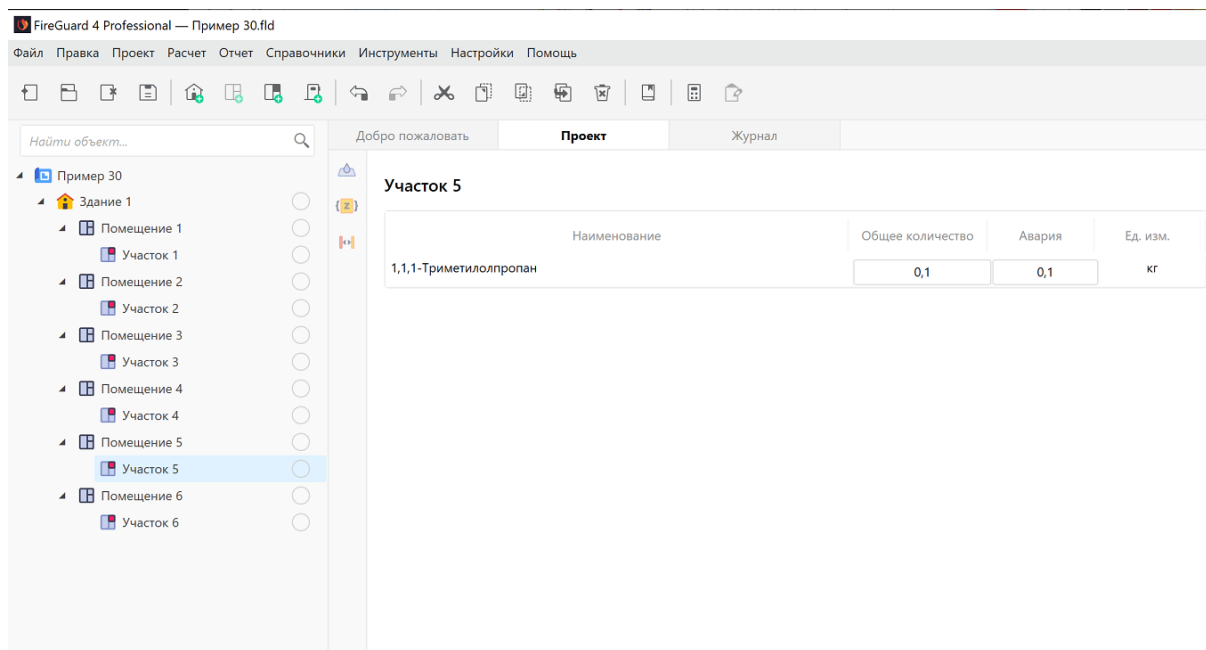 FireGuard 4 Professional — Пример 30.fld
Файл Правка Проект Расчет Отчет Справочники Инструменты Настройки Помощь
Найти объект...
Добро пожаловать Проект Журнал
Пример 30
Здание 1
Помещение 1
Участок 1
Помещение 2
Участок 2
Помещение 3
Участок 3
Помещение 4
Участок 4
Помещение 5
Участок 5
Помещение 6
Участок 6
{z}
Участок 5
Наименование Общее количество Авария Ед. изм.
1,1,1-Триметилолпропан 0,1 0,1 кг